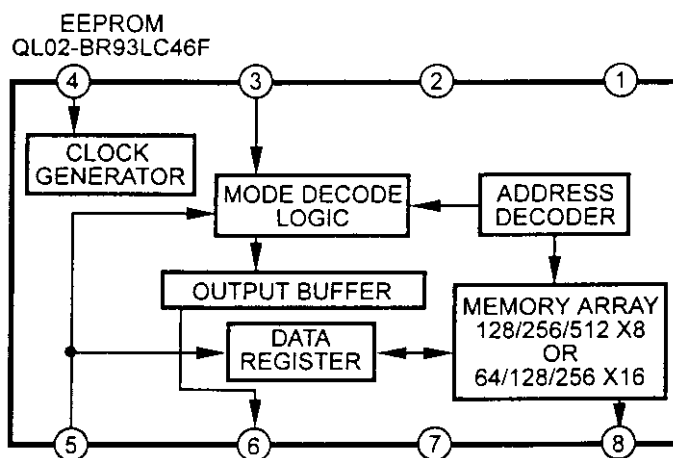 EEPROM
QL02-BR93LC46F
4
3
2
1
CLOCK
GENERATOR
MODE DECODE
LOGIC
ADDRESS
DECODER
OUTPUT BUFFER
MEMORY ARRAY
128/256/512 X8
OR
64/128/256 X16
DATA
REGISTER
5
6
7
8